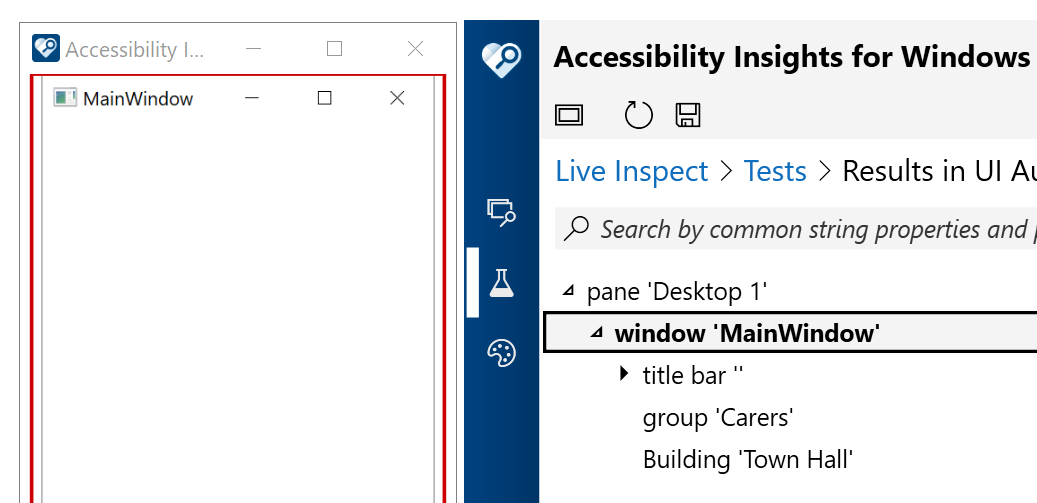 Accessibility I...
MainWindow
Accessibility Insights for Windows
Live Inspect > Tests > Results in UI Au
Search by common string properties and p
pane 'Desktop 1'
window 'MainWindow'
title bar ''
group 'Carers'
Building 'Town Hall'